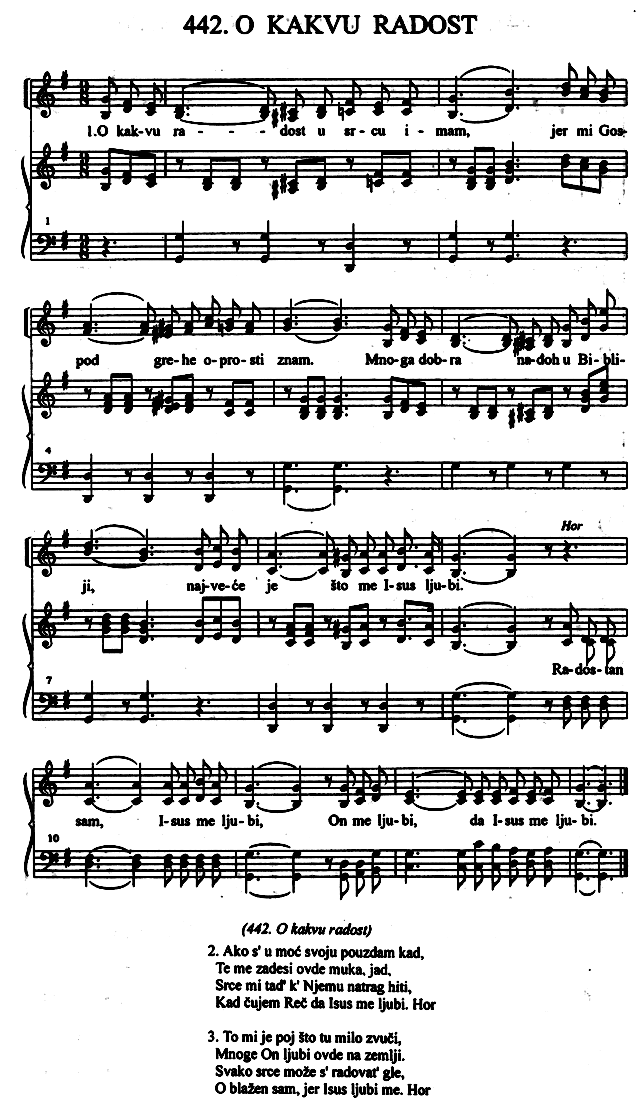 442. O KAKVU RADOST
1.O kak-vu ra - - - dost u sr-cu i - mam, jer mi Gos-
1
pod gre-he o-pro-sti znam. Mno-ga dob-ra na-doh u Bi-bli-
4
Hor
ji, naj-ve-će je što me I-sus lju-bi.
Ra-dos-tan
7
sam, I-sus me lju-bi, On me lju-bi, da I-sus me lju-bi.
10
(442. O kakvu radost)
2. Ako s' u moć svoju pouzdam kad,
Te me zadesi ovde muka, jad,
Srce mi tad' k' Njemu natrag hiti,
Kad čujem Reč da Isus me ljubi. Hor
3. To mi je poj što tu milo zvuči,
Mnoge On ljubi ovde na zemlji.
Svako srce može s' radovat' gle,
O blažen sam, jer Isus ljubi me. Hor